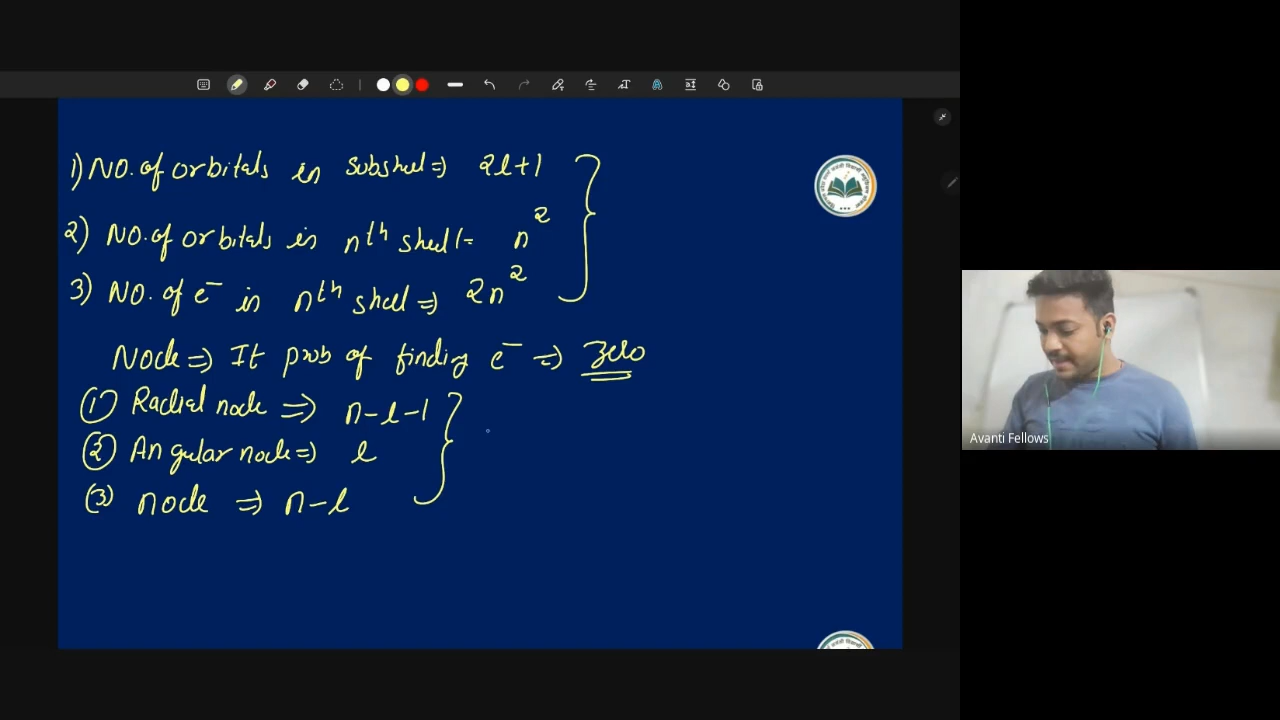 1) No. of orbitals in subshell ⇒ 2l+1
2) No. of orbitals in nth shell = n²
3) No. of e⁻ in nth shell ⇒ 2n²
Node ⇒ It prob of finding e⁻ ⇒ zero
① Radial node ⇒ n-l-1
② Angular node ⇒ l
(3) node ⇒ n-l
Avanti Fellows